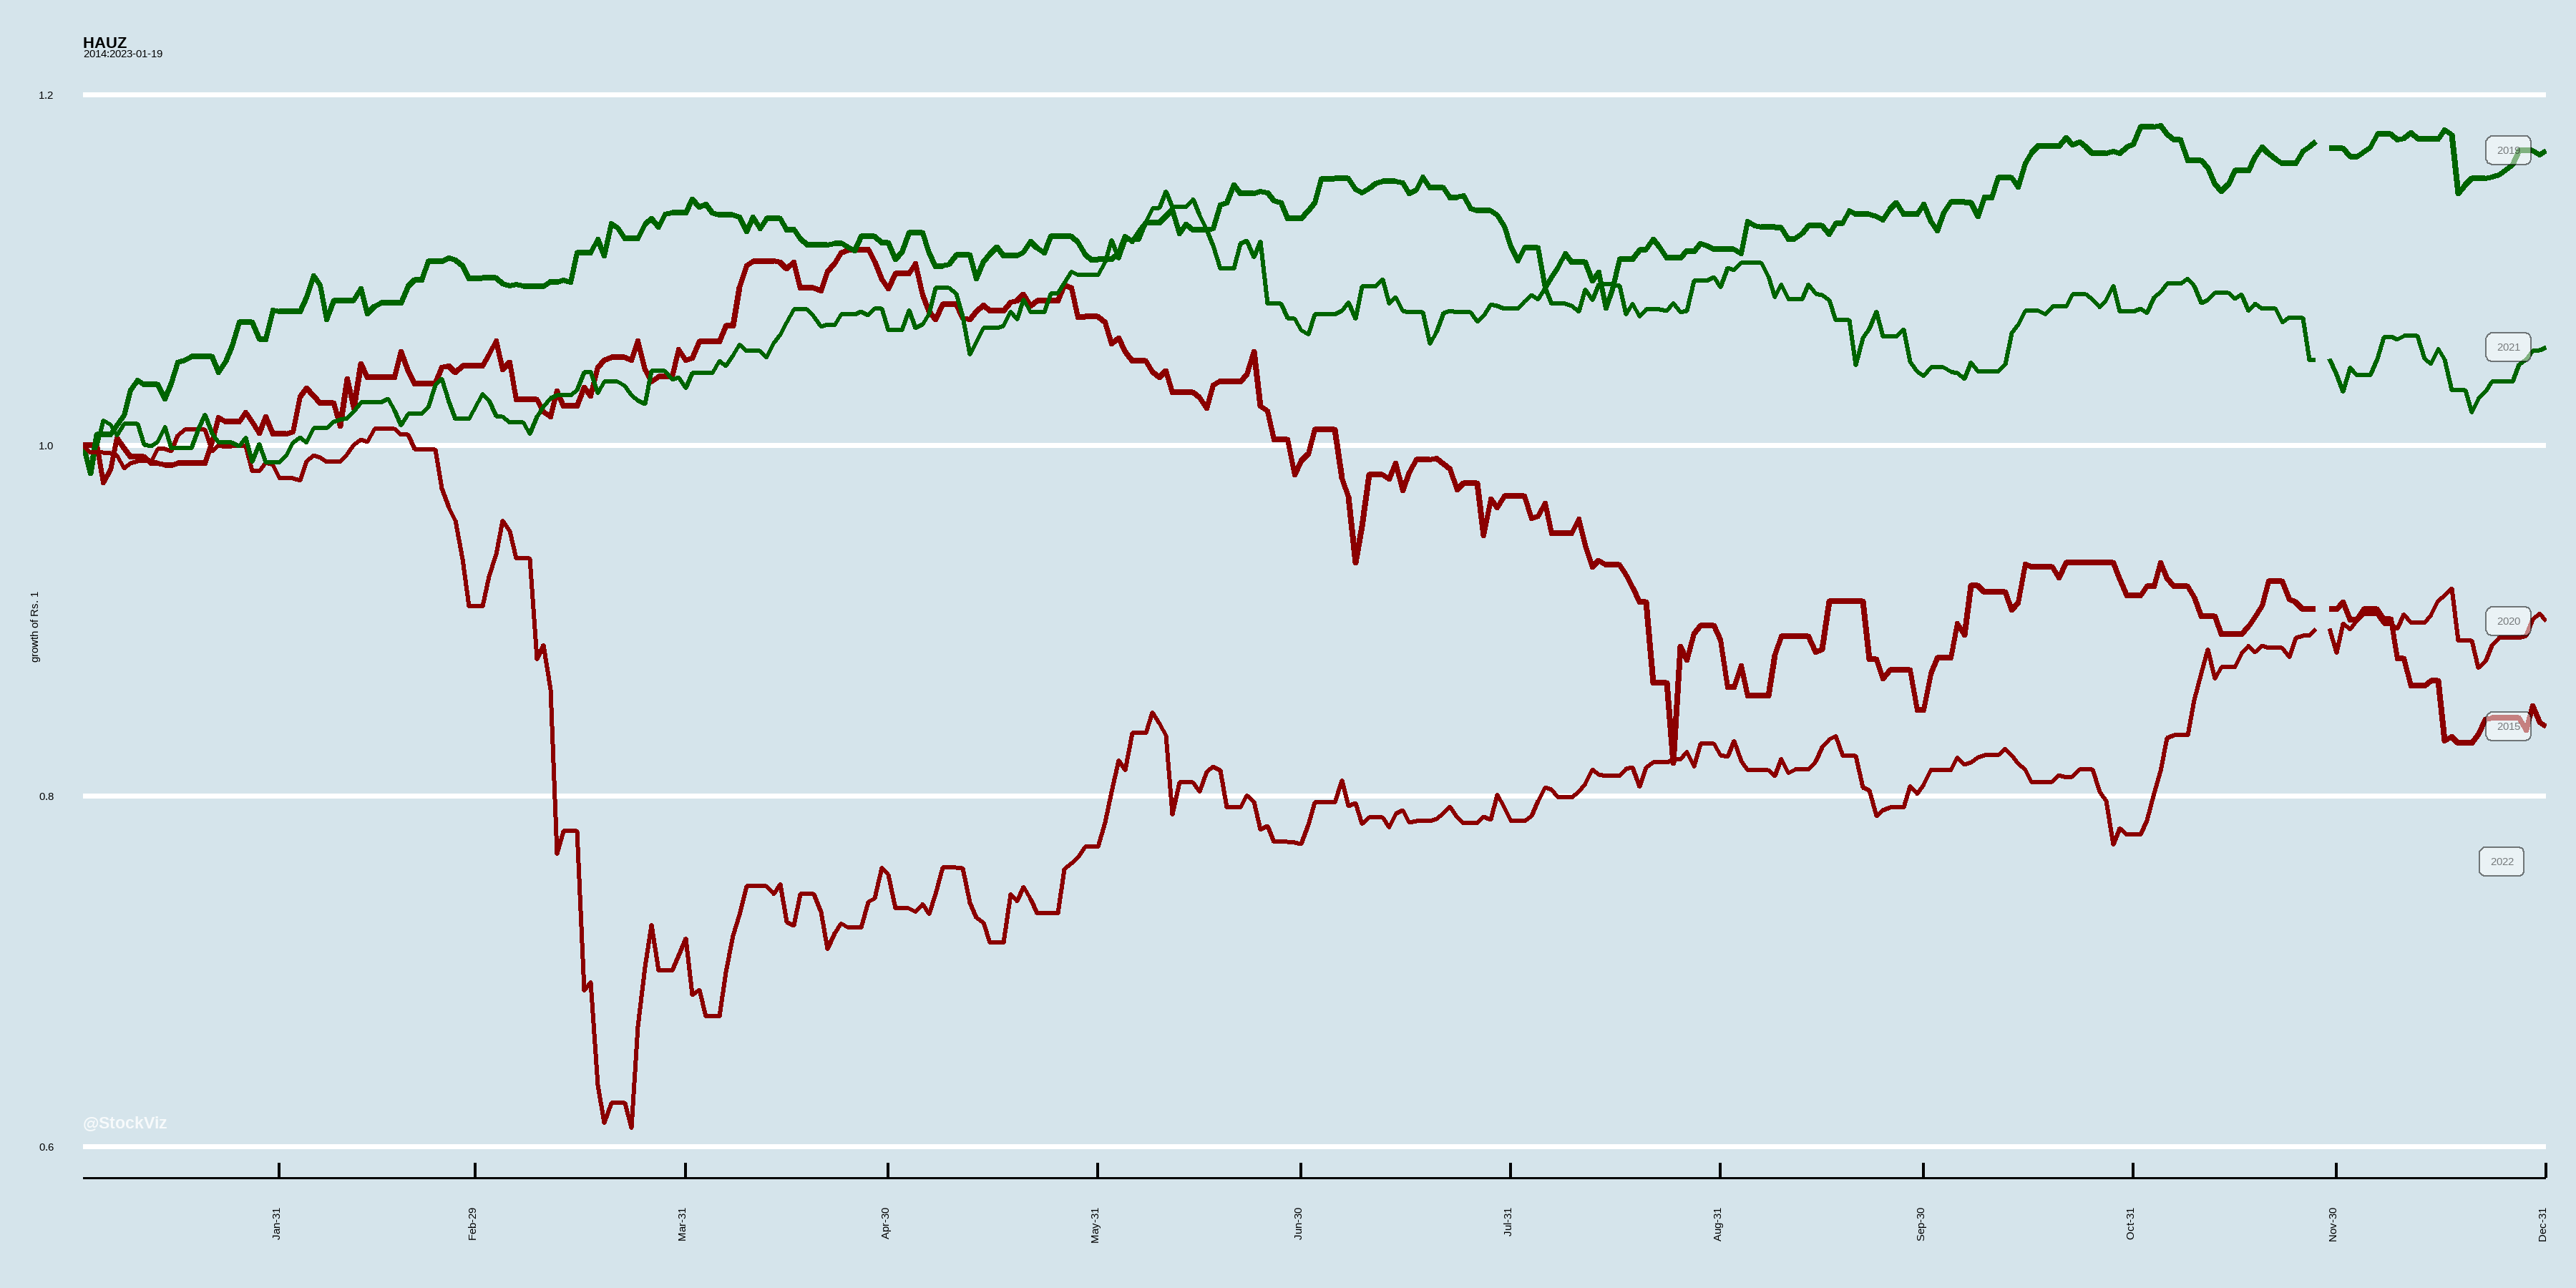 HAUZ
2014:2023-01-19
1.2
1.0
0.8
0.6
growth of Rs. 1
2019
2021
2020
2015
2022
@StockViz
Jan-31
Feb-29
Mar-31
Apr-30
May-31
Jun-30
Jul-31
Aug-31
Sep-30
Oct-31
Nov-30
Dec-31